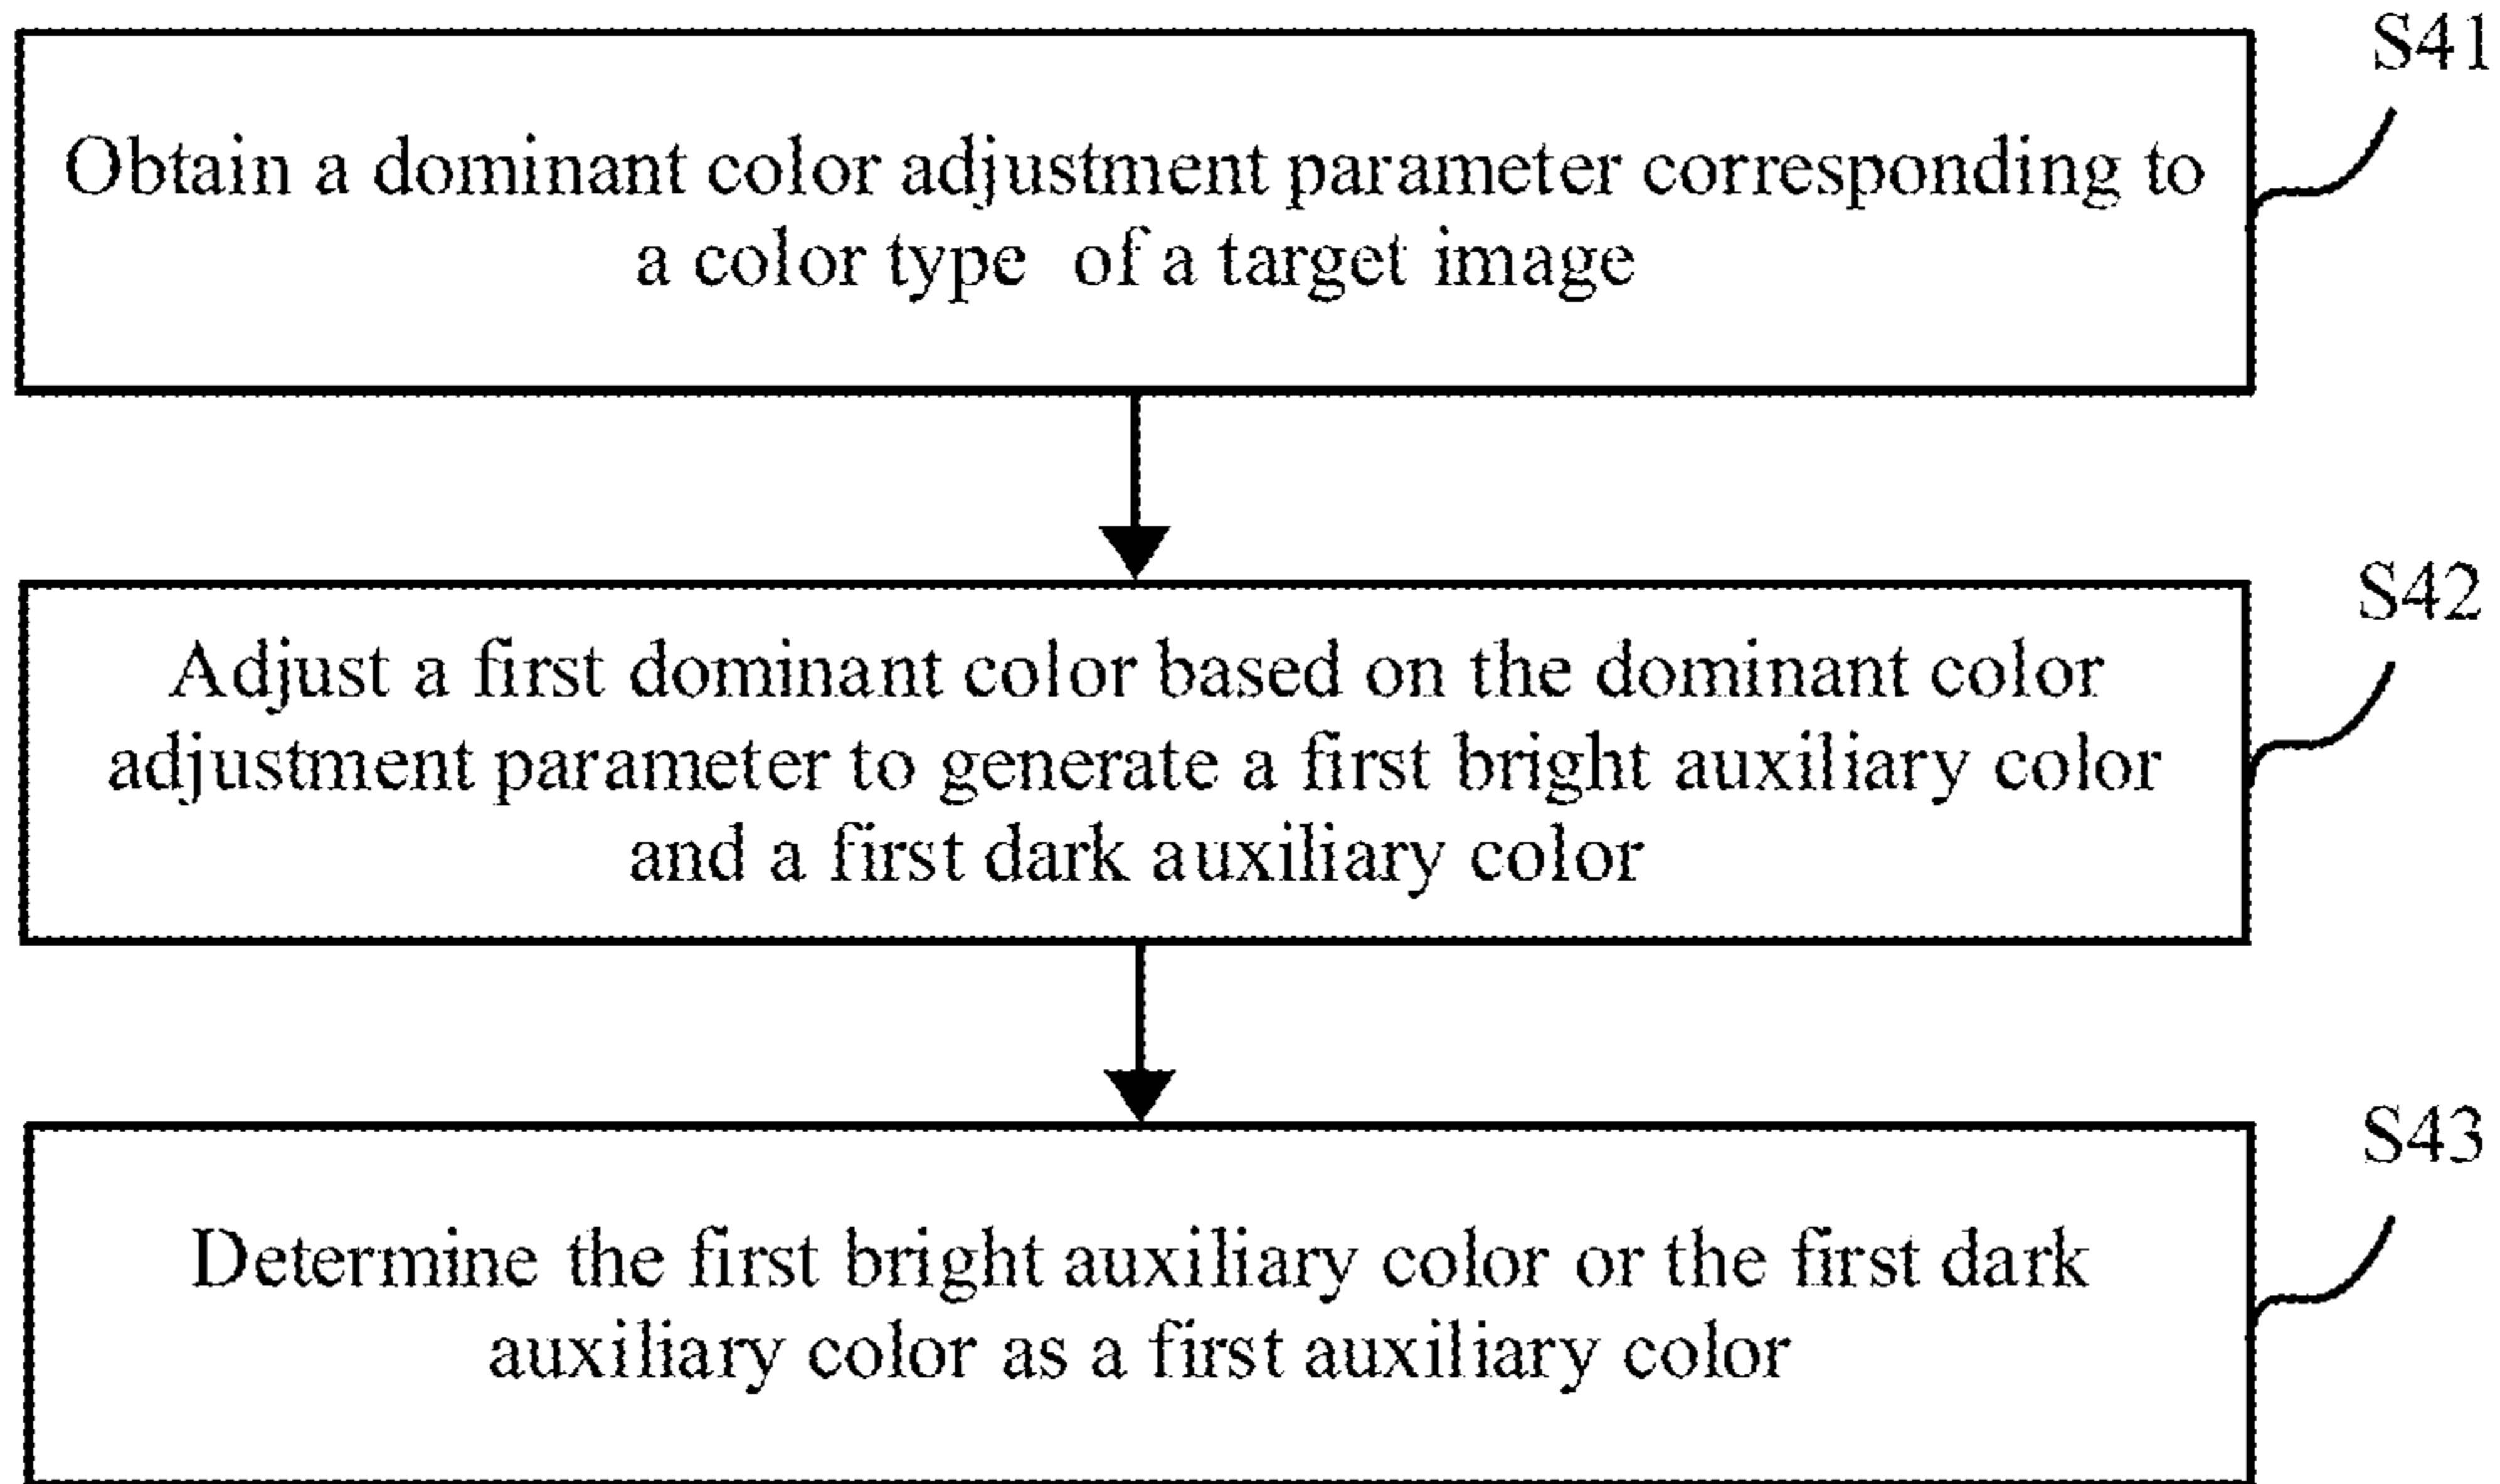 S41
Obtain a dominant color adjustment parameter corresponding to
a color type of a target image
S42
Adjust a first dominant color based on the dominant color
adjustment parameter to generate a first bright auxiliary color
and a first dark auxiliary color
S43
Determine the first bright auxiliary color or the first dark
auxiliary color as a first auxiliary color